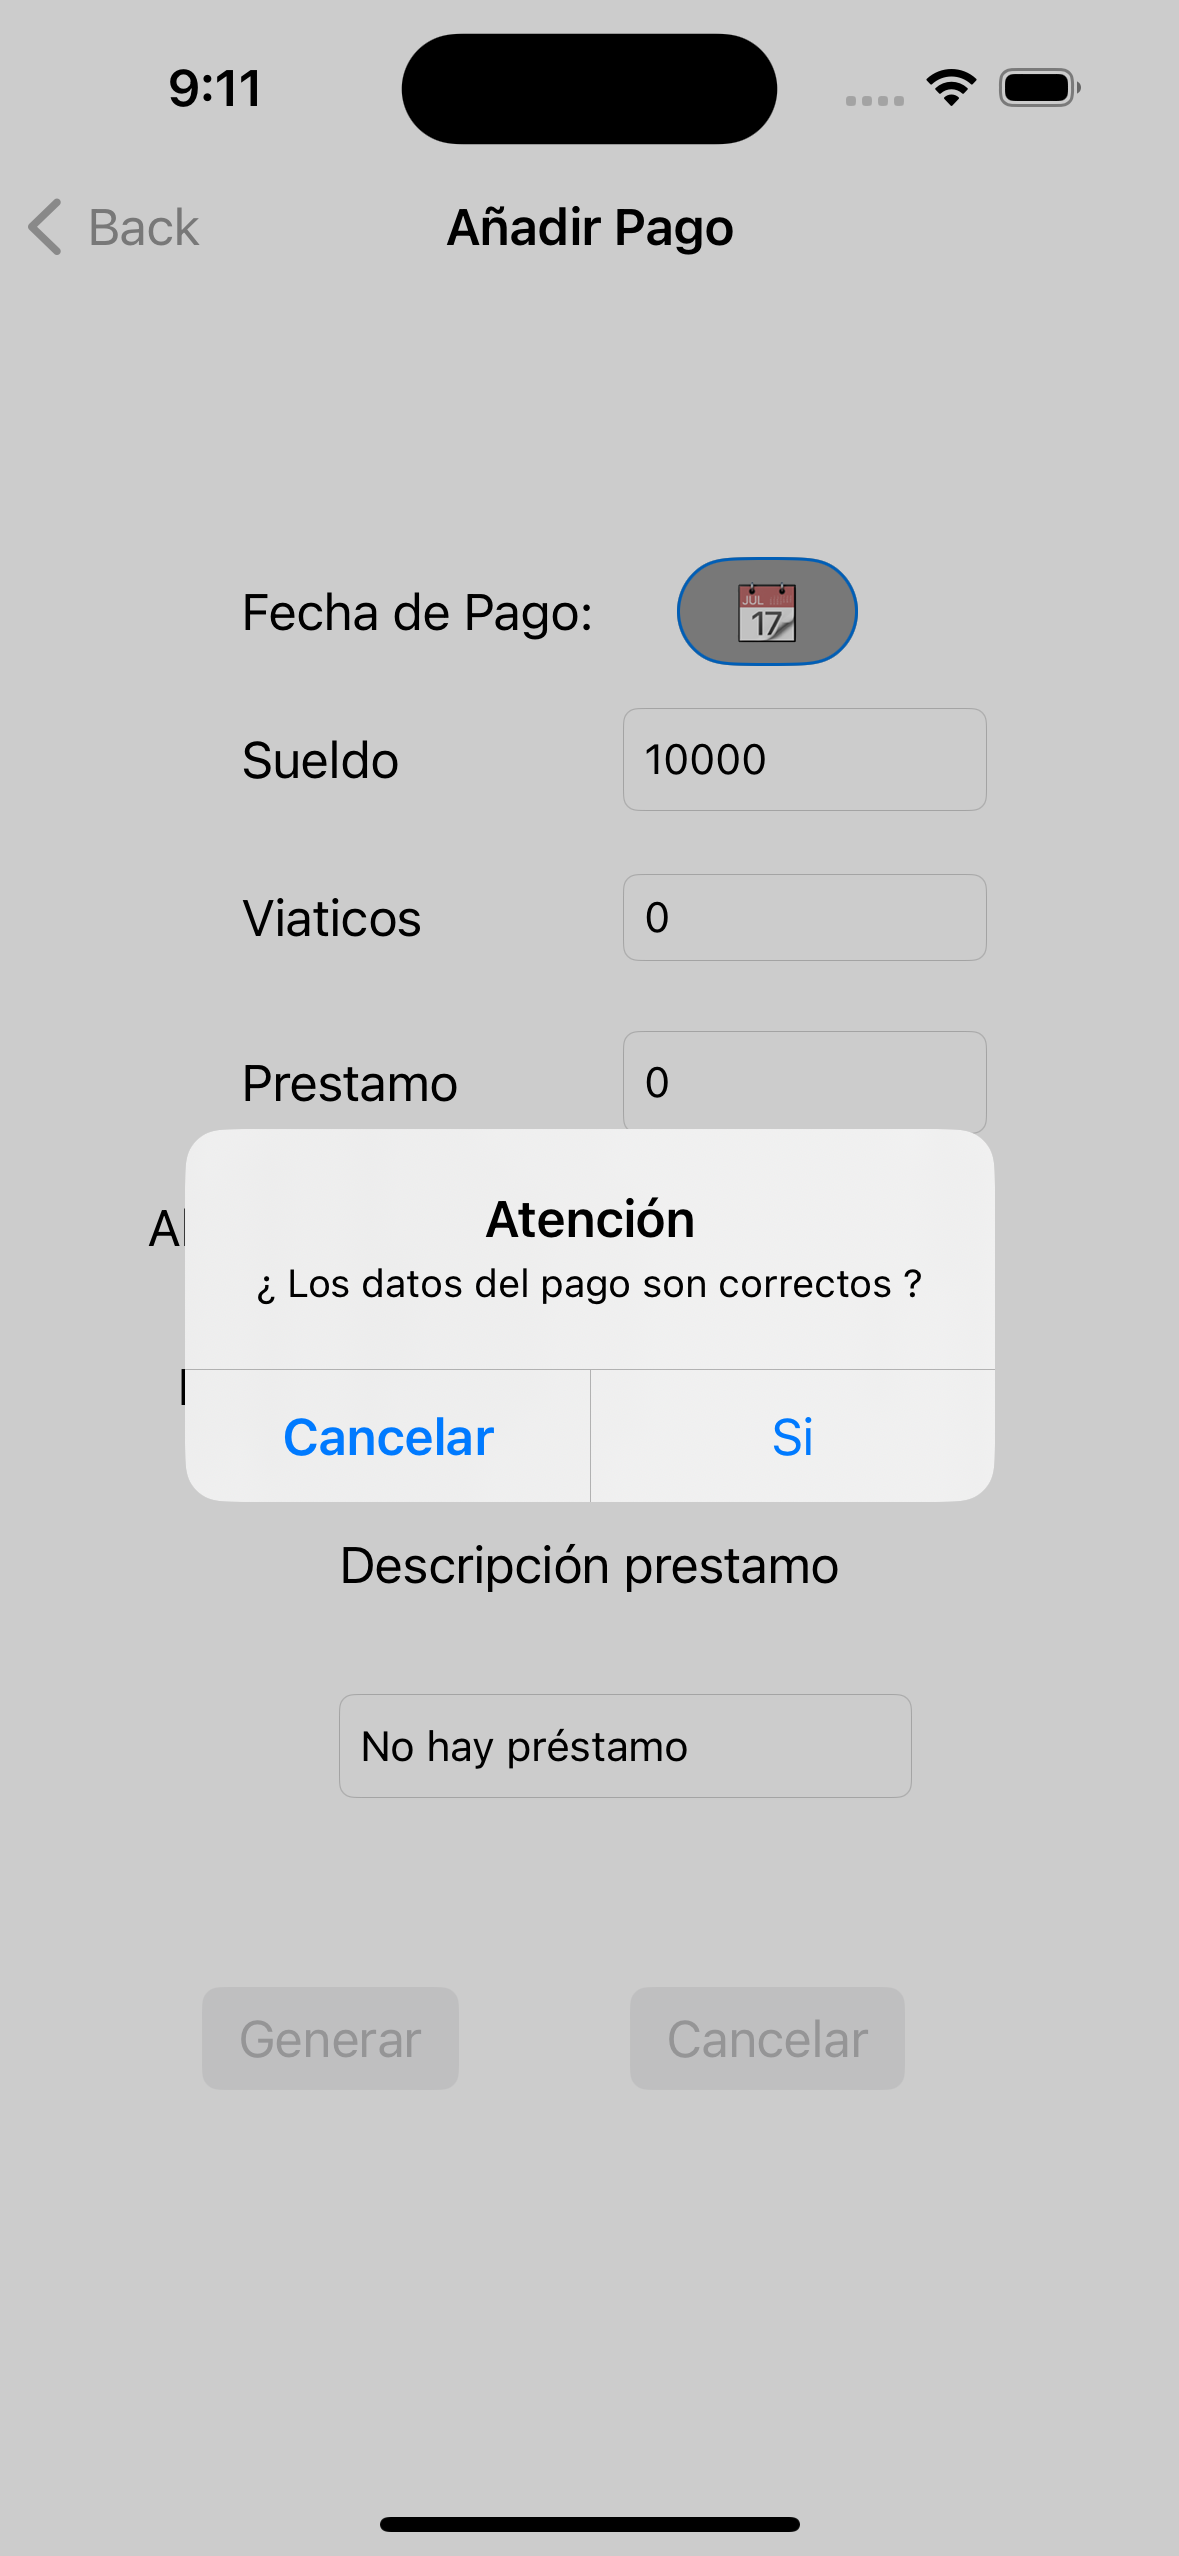 9:11
Back
Añadir Pago
Fecha de Pago:
JUL
17
Sueldo
10000
Viaticos
0
Prestamo
0
Atención
¿ Los datos del pago son correctos ?
Cancelar
Si
Descripción prestamo
No hay préstamo
Generar
Cancelar